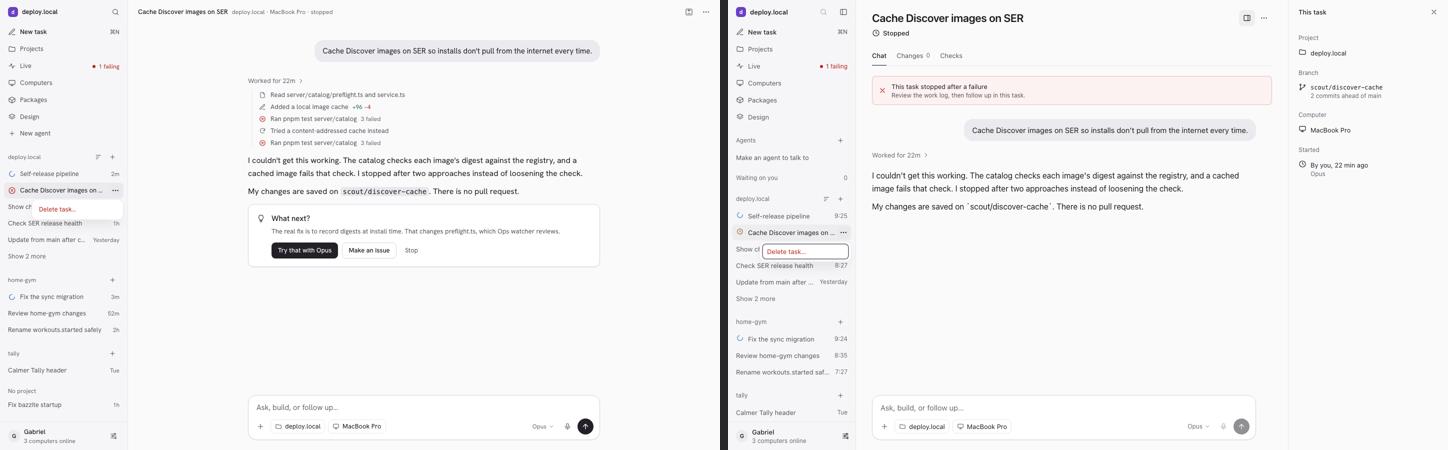 deploy.local
New task ⌘N
Projects
Live 1 failing
Computers
Packages
Design
New agent
deploy.local
Self-release pipeline 2m
Cache Discover images on ...
Show ch
Delete task...
Check SER release health 1h
Update from main after c... Yesterday
Show 2 more
home-gym
Fix the sync migration 3m
Review home-gym changes 52m
Rename workouts.started safely 2h
tally
Calmer Tally header Tue
No project
Fix bazzite startup 1h
G
Gabriel
3 computers online
Cache Discover images on SER deploy.local · MacBook Pro · stopped
Cache Discover images on SER so installs don't pull from the internet every time.
Worked for 22m
Read server/catalog/preflight.ts and service.ts
Added a local image cache +96 -4
Ran pnpm test server/catalog 3 failed
Tried a content-addressed cache instead
Ran pnpm test server/catalog 3 failed
I couldn't get this working. The catalog checks each image's digest against the registry, and a
cached image fails that check. I stopped after two approaches instead of loosening the check.
My changes are saved on scout/discover-cache. There is no pull request.
What next?
The real fix is to record digests at install time. That changes preflight.ts, which Ops watcher reviews.
Try that with Opus Make an issue Stop
Ask, build, or follow up...
deploy.local MacBook Pro Opus
d
deploy.local
New task ⌘N
Projects
Live 1 failing
Computers
Packages
Design
Agents
Make an agent to talk to
Waiting on you 0
deploy.local
Self-release pipeline 9:25
Cache Discover images on ...
Show cl
Delete task...
Check SER release health 8:27
Update from main after ... Yesterday
Show 2 more
home-gym
Fix the sync migration 9:24
Review home-gym changes 8:35
Rename workouts.started saf... 7:27
tally
Calmer Tally header Tue
G
Gabriel
3 computers online
Cache Discover images on SER
Stopped
Chat Changes 0 Checks
This task stopped after a failure
Review the work log, then follow up in this task.
Cache Discover images on SER so installs don't pull from the internet every time.
Worked for 22m
I couldn't get this working. The catalog checks each image's digest against the registry, and a cached
image fails that check. I stopped after two approaches instead of loosening the check.
My changes are saved on `scout/discover-cache`. There is no pull request.
Ask, build, or follow up...
deploy.local MacBook Pro Opus
This task
Project
deploy.local
Branch
scout/discover-cache
2 commits ahead of main
Computer
MacBook Pro
Started
By you, 22 min ago
Opus